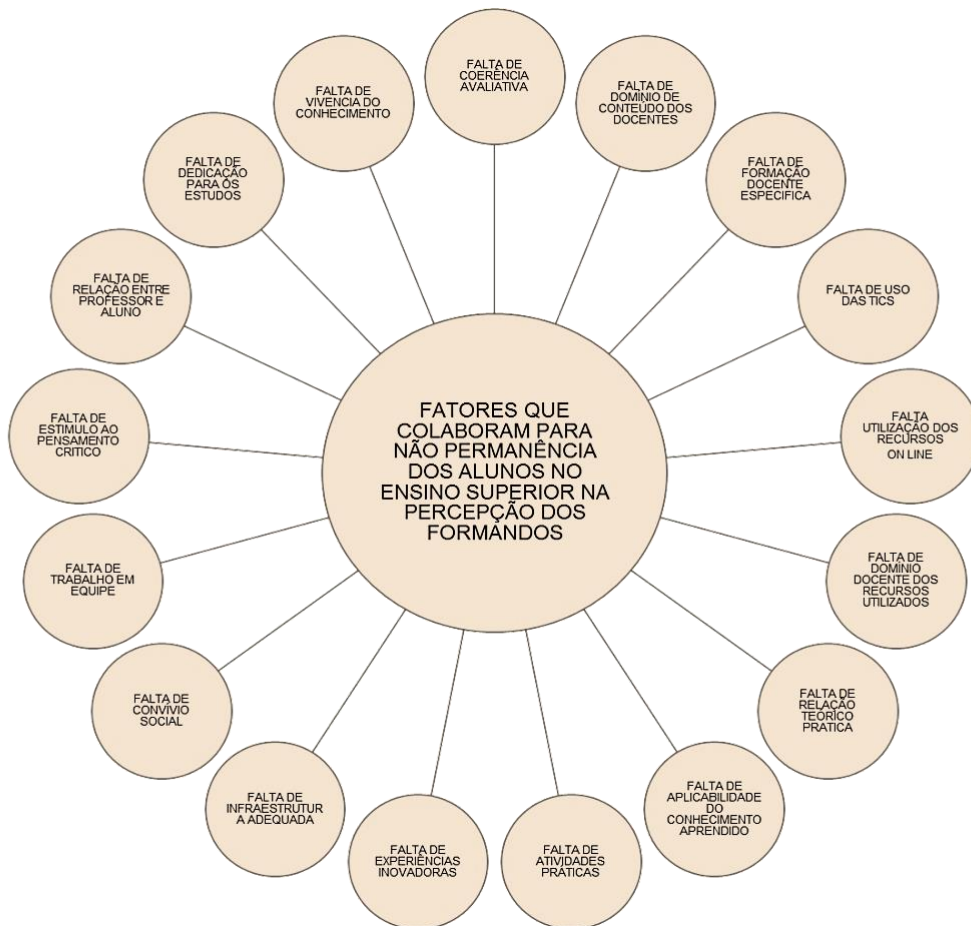 FALTA DE
COERÊNCIA
AVALIATIVA
FALTA DE
DOMÍNIO DE
CONTEÚDO DOS
DOCENTES
FALTA DE
FORMAÇÃO
DOCENTE
ESPECIFICA
FALTA DE USO
DAS TICS
FALTA
UTILIZAÇÃO DOS
RECURSOS
ON LINE
FALTA DE
DOMÍNIO
DOCENTE DOS
RECURSOS
UTILIZADOS
FALTA DE
RELAÇÃO
TEÓRICO
PRATICA
FALTA DE
APLICABILIDADE
DO
CONHECIMENTO
APRENDIDO
FALTA DE
ATIVIDADES
PRÁTICAS
FALTA DE
EXPERIÊNCIAS
INOVADORAS
FALTA DE
INFRAESTRUTUR
A ADEQUADA
FALTA DE
CONVÍVIO
SOCIAL
FALTA DE
TRABALHO EM
EQUIPE
FALTA DE
ESTIMULO AO
PENSAMENTO
CRITICO
FALTA DE
RELAÇÃO ENTRE
PROFESSOR E
ALUNO
FALTA DE
DEDICAÇÃO
PARA OS
ESTUDOS
FALTA DE
VIVENCIA DO
CONHECIMENTO
FATORES QUE
COLABORAM PARA
NÃO PERMANÊNCIA
DOS ALUNOS NO
ENSINO SUPERIOR NA
PERCEPÇÃO DOS
FORMANDOS